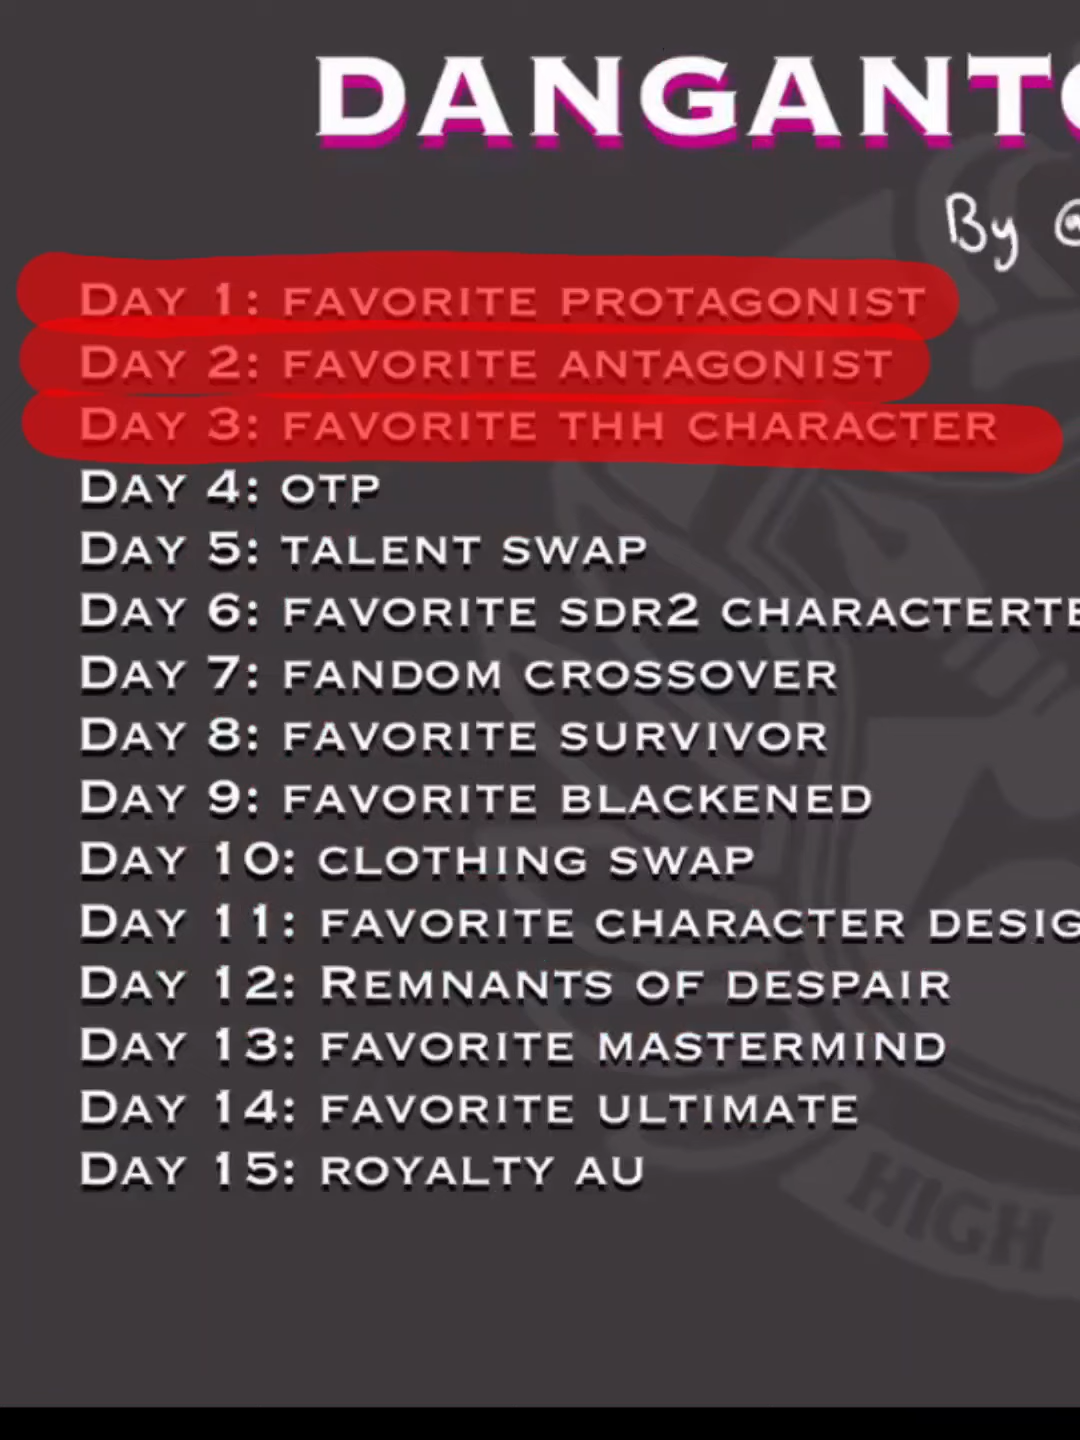 DANGANTO
By @
DAY 1: FAVORITE PROTAGONIST
DAY 2: FAVORITE ANTAGONIST
DAY 3: FAVORITE THH CHARACTER
DAY 4: OTP
DAY 5: TALENT SWAP
DAY 6: FAVORITE SDR2 CHARACTERTE
DAY 7: FANDOM CROSSOVER
DAY 8: FAVORITE SURVIVOR
DAY 9: FAVORITE BLACKENED
DAY 10: CLOTHING SWAP
DAY 11: FAVORITE CHARACTER DESIG
DAY 12: REMNANTS OF DESPAIR
DAY 13: FAVORITE MASTERMIND
DAY 14: FAVORITE ULTIMATE
DAY 15: ROYALTY AU
HIGH